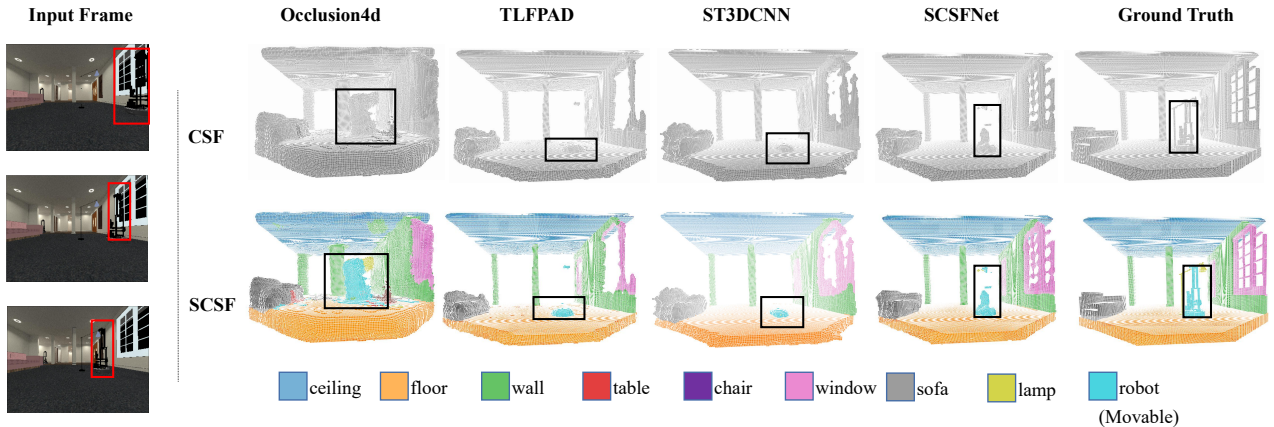 Input Frame
Occlusion4d
TLFPAD
ST3DCNN
SCSFNet
Ground Truth
CSF
SCSF
ceiling
floor
wall
table
chair
window
sofa
lamp
robot
(Movable)